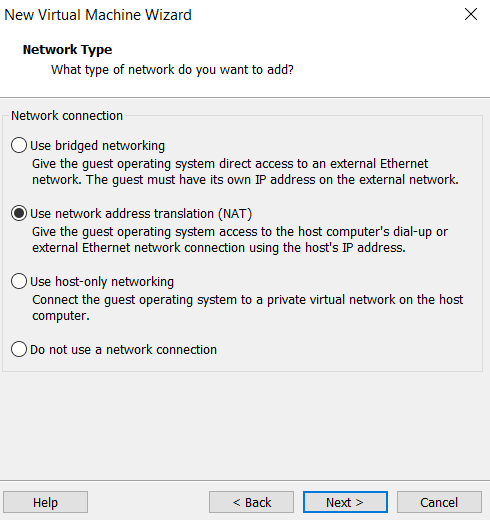 New Virtual Machine Wizard
Network Type
What type of network do you want to add?
Network connection
Use bridged networking
Give the guest operating system direct access to an external Ethernet
network. The guest must have its own IP address on the external network.
Use network address translation (NAT)
Give the guest operating system access to the host computer's dial-up or
external Ethernet network connection using the host's IP address.
Use host-only networking
Connect the guest operating system to a private virtual network on the host
computer.
Do not use a network connection
Help
< Back
Next >
Cancel